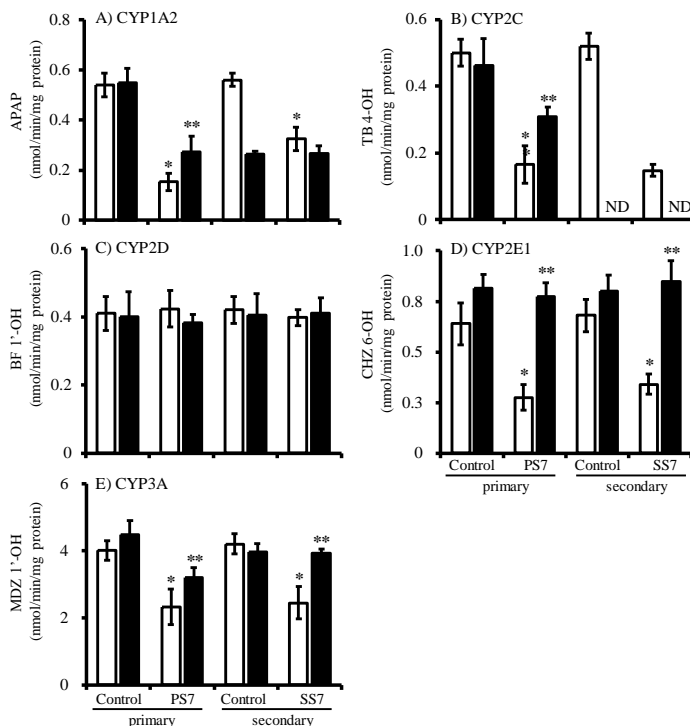 A) CYP1A2
APAP
(nmol/min/mg protein)
0.8
0.6
0.4
0.2
0
*
**
*
B) CYP2C
TB 4-OH
(nmol/min/mg protein)
0.6
0.4
0.2
0
*
*
**
ND
ND
C) CYP2D
BF 1’-OH
(nmol/min/mg protein)
0.6
0.4
0.2
0
D) CYP2E1
CHZ 6-OH
(nmol/min/mg protein)
1.0
0.8
0.5
0.3
0
*
**
*
**
Control PS7 Control SS7
primary secondary
E) CYP3A
MDZ 1’-OH
(nmol/min/mg protein)
6
4
2
0
*
**
*
**
Control PS7 Control SS7
primary secondary